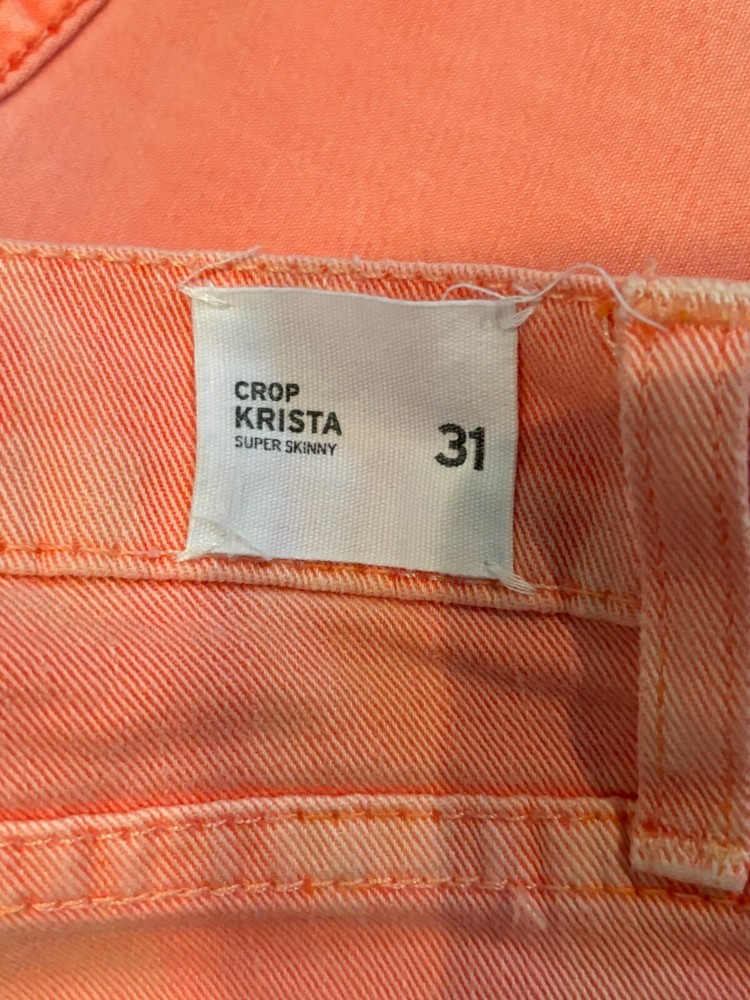 CROP
KRISTA
SUPER SKINNY
31